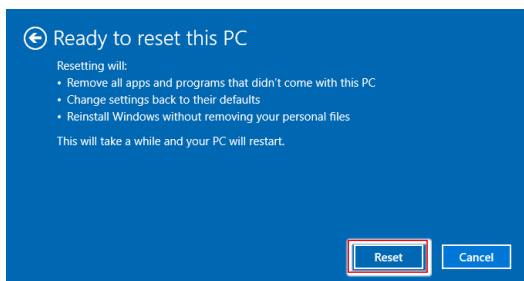 Ready to reset this PC
Resetting will:
• Remove all apps and programs that didn't come with this PC
• Change settings back to their defaults
• Reinstall Windows without removing your personal files
This will take a while and your PC will restart.
Reset
Cancel